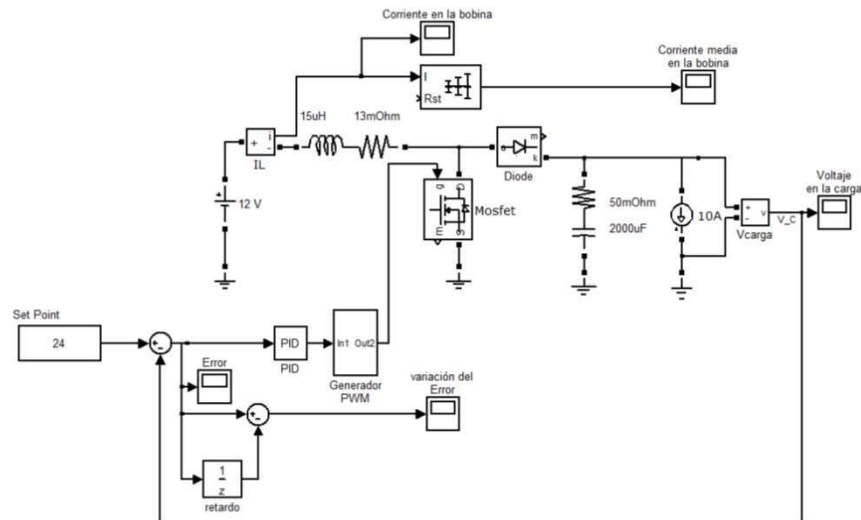 Corriente en la bobina
Corriente media
en la bobina
I
Rst
15uH
13mOhm
+
i
-
IL
a
m
k
Diode
12 V
g
m
D
S
Mosfet
50mOhm
2000uF
10A
+
-
v
Vcarga
V_C
Voltaje
en la carga
Set Point
24
PID
PID
In1 Out2
Generador
PWM
Error
variación del
Error
1
z
retardo